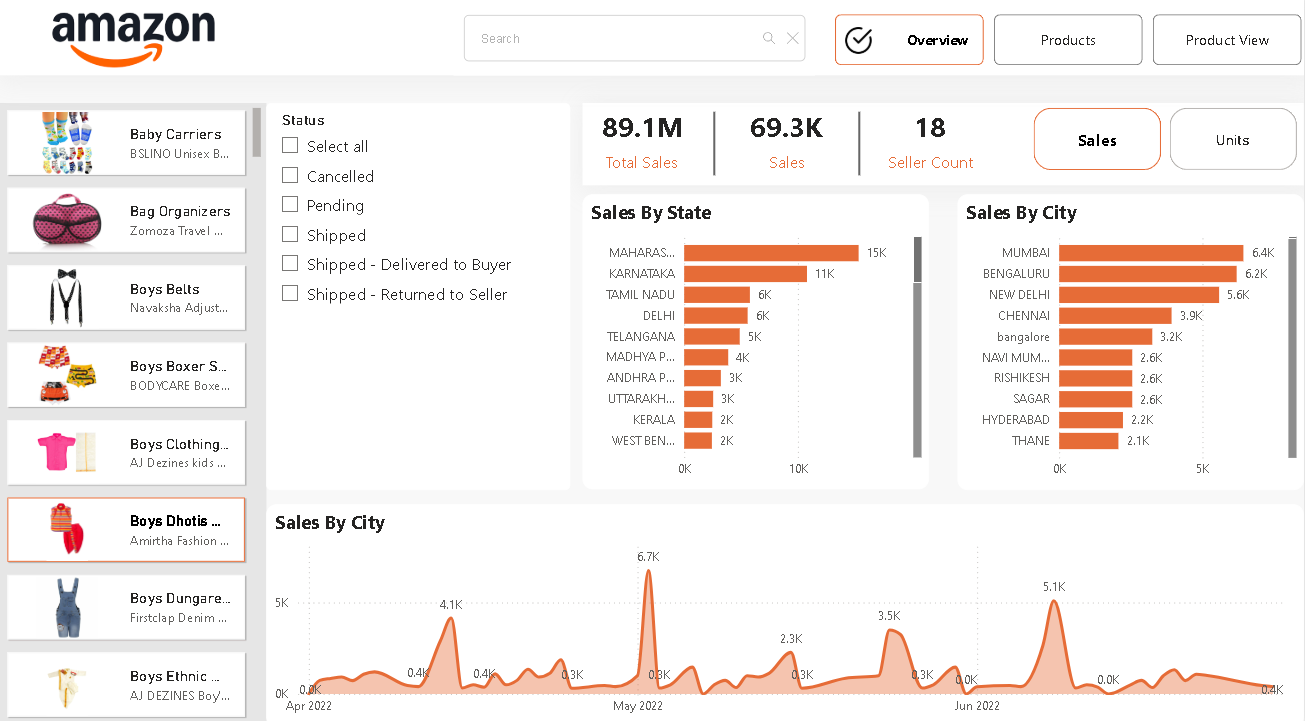 amazon
Search
Overview
Products
Product View
Baby Carriers
BSLINO Unisex B...
Bag Organizers
Zomoza Travel ...
Boys Belts
Navaksha Adjust...
Boys Boxer S...
BODYCARE Boxe...
Boys Clothing...
AJ Dezines kids ...
Boys Dhotis ...
Amirtha Fashion ...
Boys Dungare...
Firstclap Denim ...
Boys Ethnic ...
AJ DEZINES Boy'...
Status
Select all
Cancelled
Pending
Shipped
Shipped - Delivered to Buyer
Shipped - Returned to Seller
89.1M
Total Sales
69.3K
Sales
18
Seller Count
Sales
Units
Sales By State
MAHARAS... 15K
KARNATAKA 11K
TAMIL NADU 6K
DELHI 6K
TELANGANA 5K
MADHYA P... 4K
ANDHRA P... 3K
UTTARAKH... 3K
KERALA 2K
WEST BEN... 2K
0K 10K
Sales By City
MUMBAI 6.4K
BENGALURU 6.2K
NEW DELHI 5.6K
CHENNAI 3.9K
bangalore 3.2K
NAVI MUM... 2.6K
RISHIKESH 2.6K
SAGAR 2.6K
HYDERABAD 2.2K
THANE 2.1K
0K 5K
Sales By City
6.7K
5.1K
5K 4.1K
3.5K
2.3K
0.4K 0.4K 0.3K 0.3K 0.3K 0.3K 0.0K 0.0K
0K 0.0K 0.4K
Apr 2022 May 2022 Jun 2022